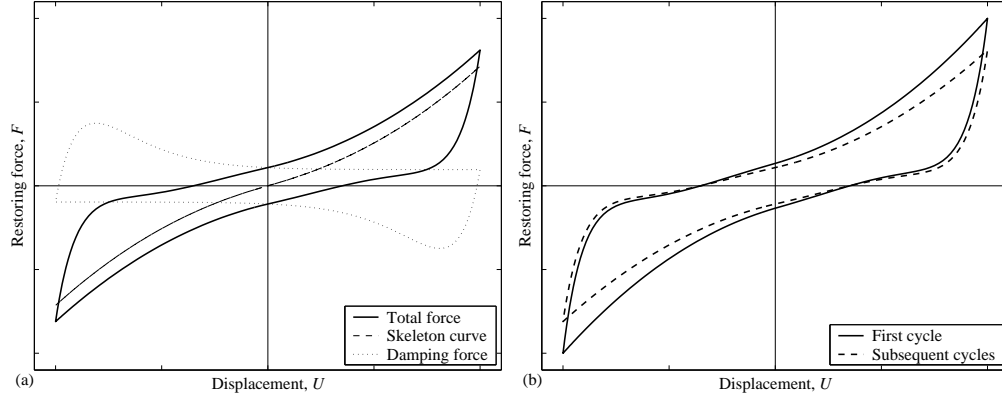 Restoring force, F
Total force
Skeleton curve
Damping force
(a)
Displacement, U
Restoring force, F
First cycle
Subsequent cycles
(b)
Displacement, U